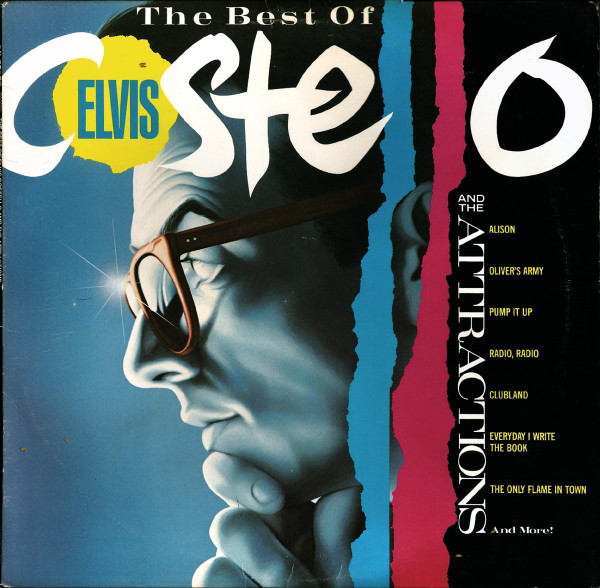 The Best Of
ELVIS
Costello
AND
THE
ATTRACTIONS
ALISON
OLIVER'S ARMY
PUMP IT UP
RADIO, RADIO
CLUBLAND
EVERYDAY I WRITE
THE BOOK
THE ONLY FLAME IN TOWN
And More!